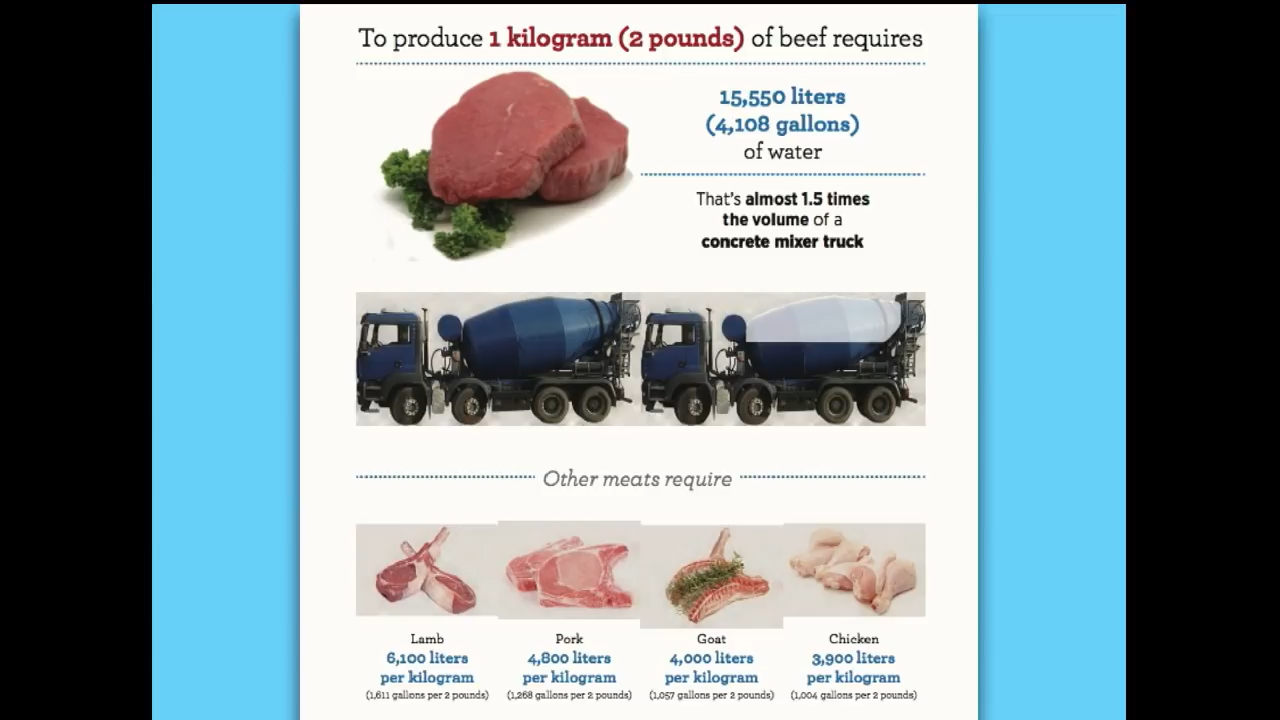 To produce 1 kilogram (2 pounds) of beef requires
15,550 liters
(4,108 gallons)
of water
That's almost 1.5 times
the volume of a
concrete mixer truck
Other meats require
Lamb
6,100 liters
per kilogram
(1,611 gallons per 2 pounds)
Pork
4,800 liters
per kilogram
(1,268 gallons per 2 pounds)
Goat
4,000 liters
per kilogram
(1,057 gallons per 2 pounds)
Chicken
3,900 liters
per kilogram
(1,004 gallons per 2 pounds)